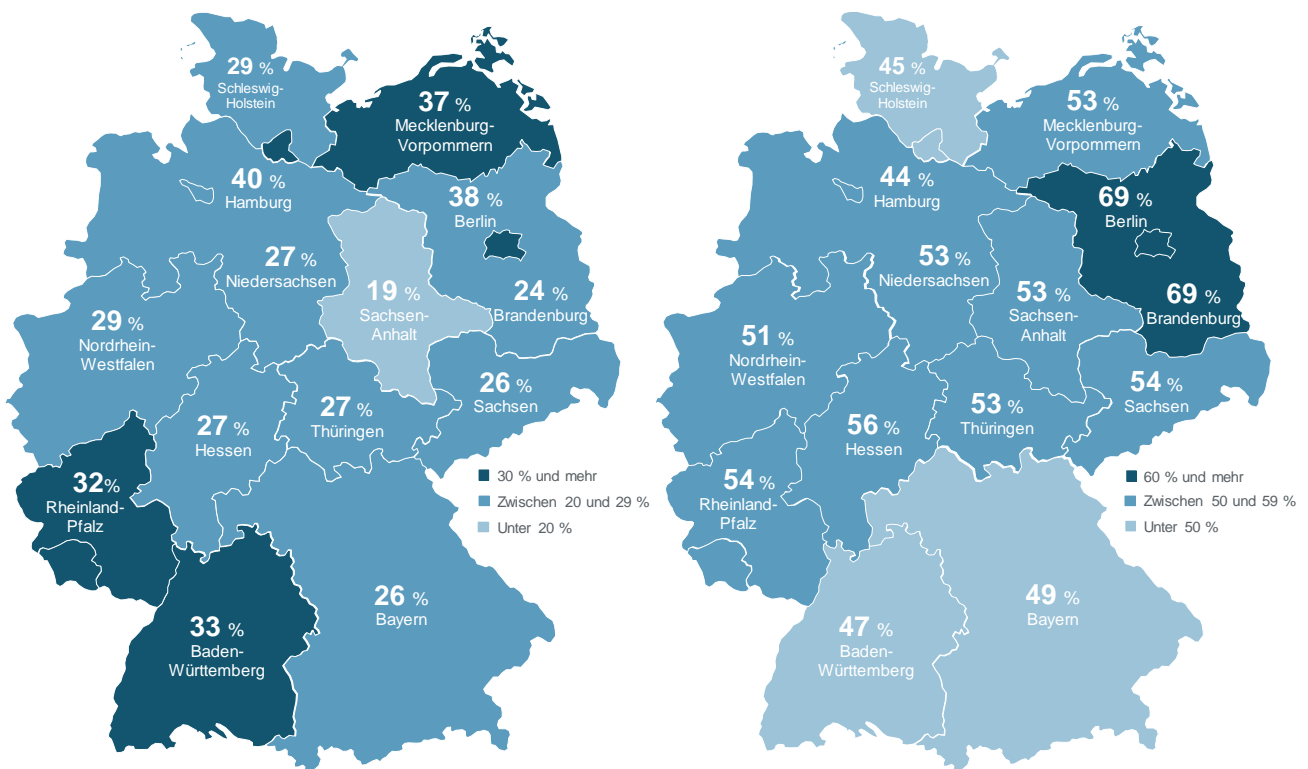 29 %
Schleswig-
Holstein
37 %
Mecklenburg-
Vorpommern
40 %
Hamburg
38 %
Berlin
27 %
Niedersachsen
19 %
Sachsen-
Anhalt
24 %
Brandenburg
29 %
Nordrhein-
Westfalen
26 %
Sachsen
27 %
Hessen
27 %
Thüringen
32%
Rheinland-
Pfalz
33 %
Baden-
Württemberg
26 %
Bayern
30 % und mehr
Zwischen 20 und 29 %
Unter 20 %
45 %
Schleswig-
Holstein
53 %
Mecklenburg-
Vorpommern
44 %
Hamburg
69 %
Berlin
53 %
Niedersachsen
53 %
Sachsen-
Anhalt
69 %
Brandenburg
51 %
Nordrhein-
Westfalen
54 %
Sachsen
56 %
Hessen
53 %
Thüringen
54 %
Rheinland-
Pfalz
47 %
Baden-
Württemberg
49 %
Bayern
60 % und mehr
Zwischen 50 und 59 %
Unter 50 %